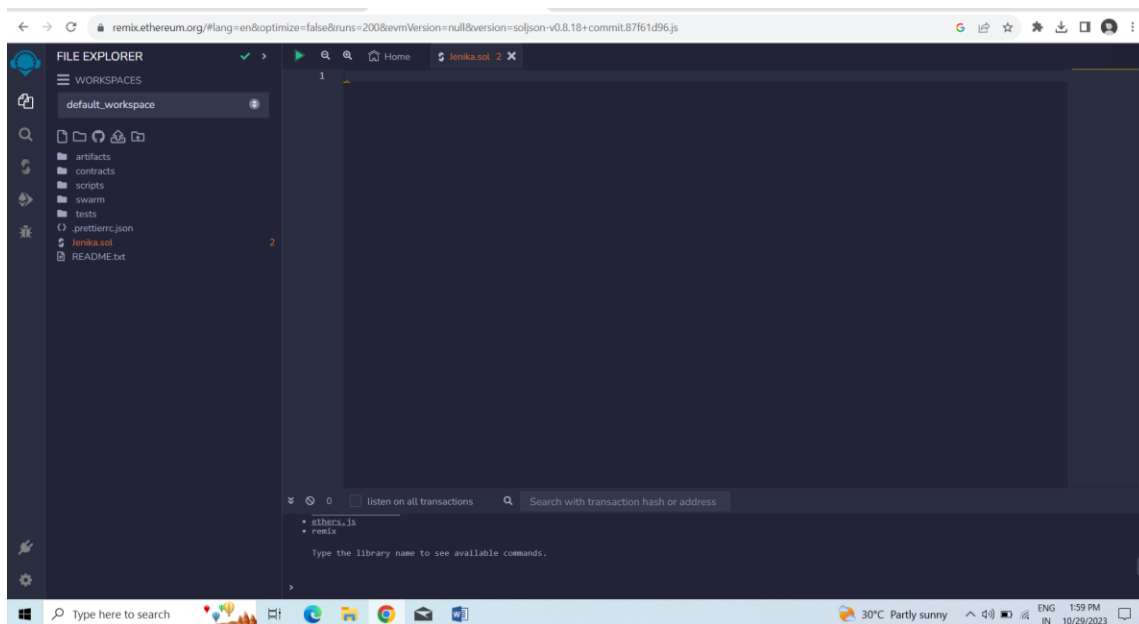 remix.ethereum.org/#lang=en&optimize=false&runs=200&evmVersion=null&version=soljson-v0.8.18+commit.87f61d96.js
FILE EXPLORER
WORKSPACES
default_workspace
artifacts
contracts
scripts
swarm
tests
.prettierrc.json
Jenika.sol 2
README.txt
Home
Jenika.sol 2
1
0 listen on all transactions Search with transaction hash or address
• ethers.js
• remix
Type the library name to see available commands.
>
Type here to search
30°C Partly sunny
ENG
IN
1:59 PM
10/29/2023